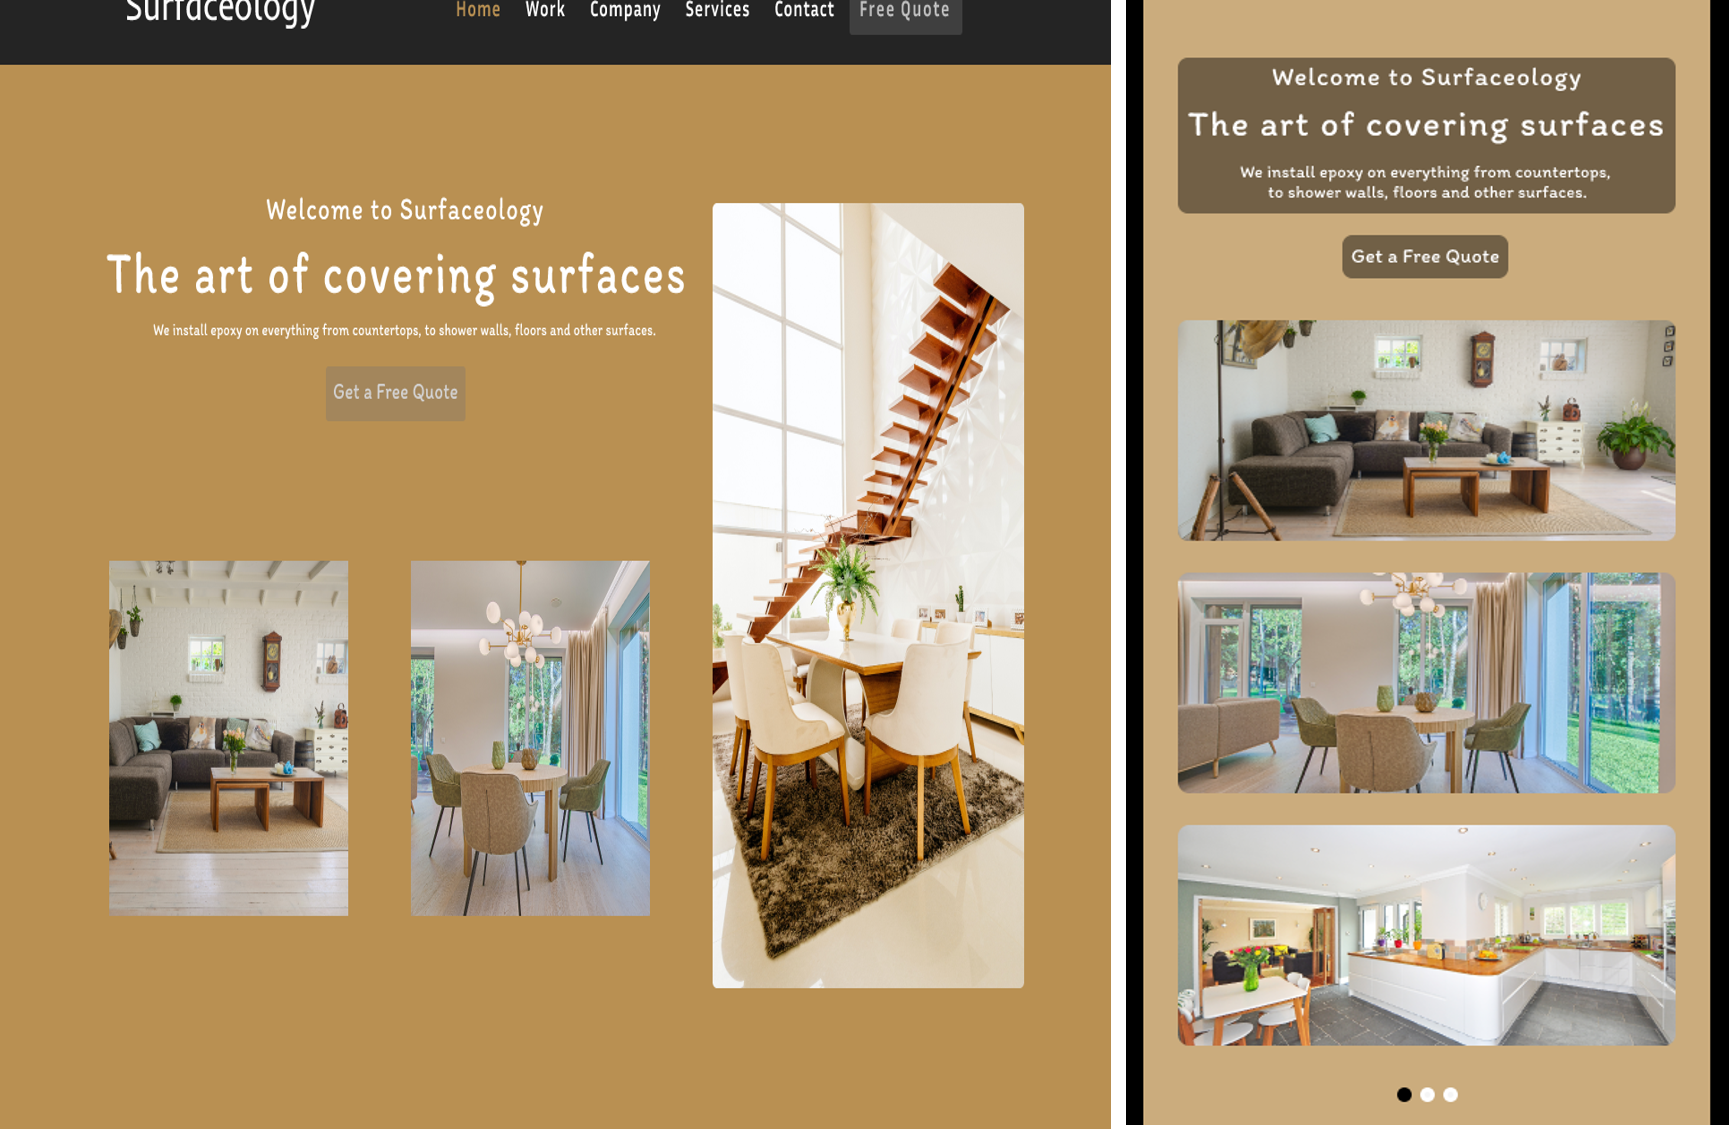 Surfaceology
Home Work Company Services Contact Free Quote
Welcome to Surfaceology
The art of covering surfaces
We install epoxy on everything from countertops, to shower walls, floors and other surfaces.
Get a Free Quote
Welcome to Surfaceology
The art of covering surfaces
We install epoxy on everything from countertops,
to shower walls, floors and other surfaces.
Get a Free Quote